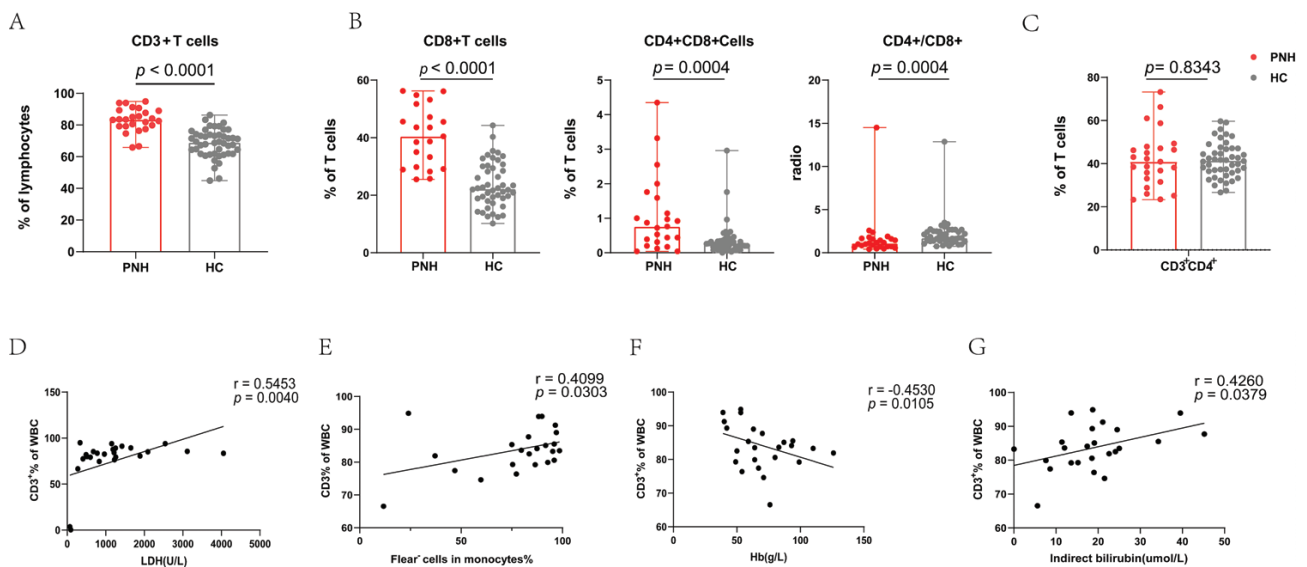 A
CD3+T cells
p < 0.0001
% of lymphocytes
100
80
60
40
20
0
PNH
HC
B
CD8+T cells
p <0.0001
% of T cells
60
40
20
0
PNH
HC
CD4+CD8+Cells
p = 0.0004
% of T cells
5
4
3
2
1
0
PNH
HC
CD4+/CD8+
p = 0.0004
radio
20
15
10
5
0
PNH
HC
C
p= 0.8343
% of T cells
80
60
40
20
0
CD3+CD4+
PNH
HC
D
r = 0.5453
p = 0.0040
CD3+% of WBC
150
100
50
0
0 1000 2000 3000 4000 5000
LDH(U/L)
E
r = 0.4099
p = 0.0303
CD3% of WBC
100
90
80
70
60
0 50 100
Flear- cells in monocytes%
F
r = -0.4530
p = 0.0105
CD3+% of WBC
100
90
80
70
60
0 50 100 150
Hb(g/L)
G
r = 0.4260
p = 0.0379
CD3+% of WBC
100
90
80
70
60
0 10 20 30 40 50
Indirect bilirubin(umol/L)